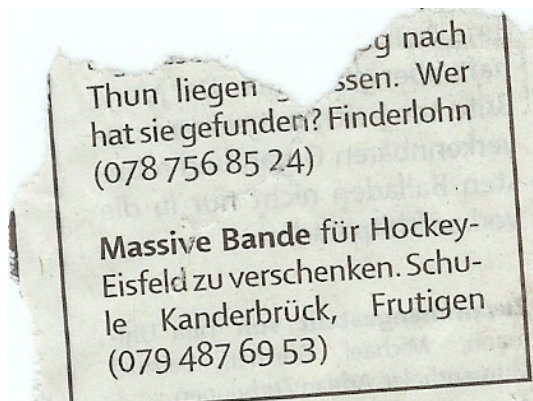 nach
Thun liegen
Wer
hat sie gefunden? Finderlohn
(078 756 85 24)
Massive Bande für Hockey-
Eisfeld zu verschenken. Schu-
le Kanderbrück, Frutigen
(079 487 69 53)